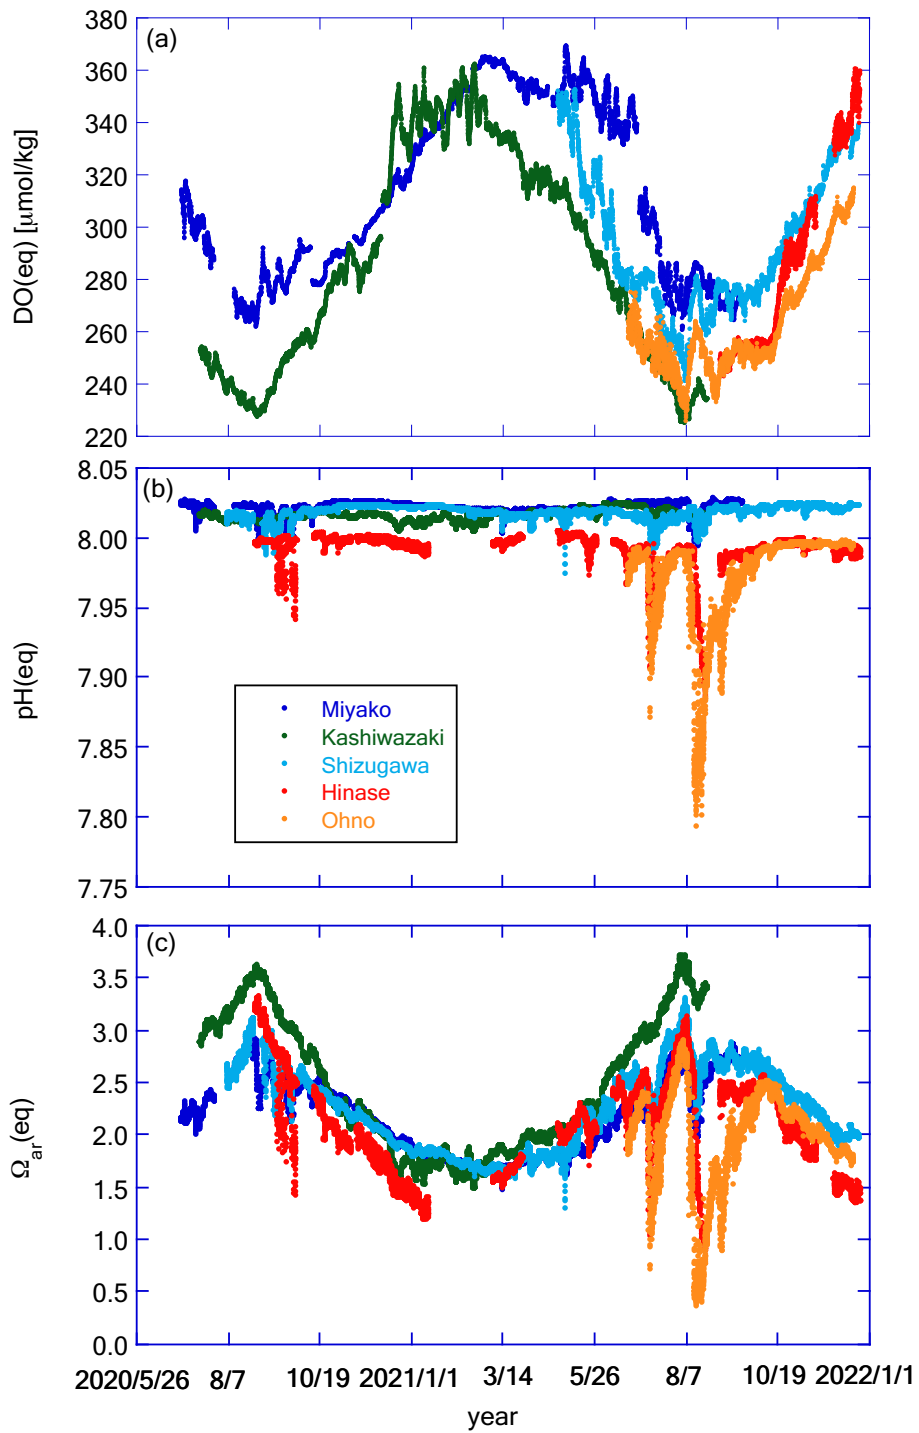 (a)
380
360
340
320
300
280
260
240
220
DO(eq) [μmol/kg]
(b)
8.05
8.00
7.95
7.90
7.85
7.80
7.75
pH(eq)
Miyako
Kashiwazaki
Shizugawa
Hinase
Ohno
(c)
4.0
3.5
3.0
2.5
2.0
1.5
1.0
0.5
0.0
Ωar(eq)
2020/5/26 8/7 10/19 2021/1/1 3/14 5/26 8/7 10/19 2022/1/1
year